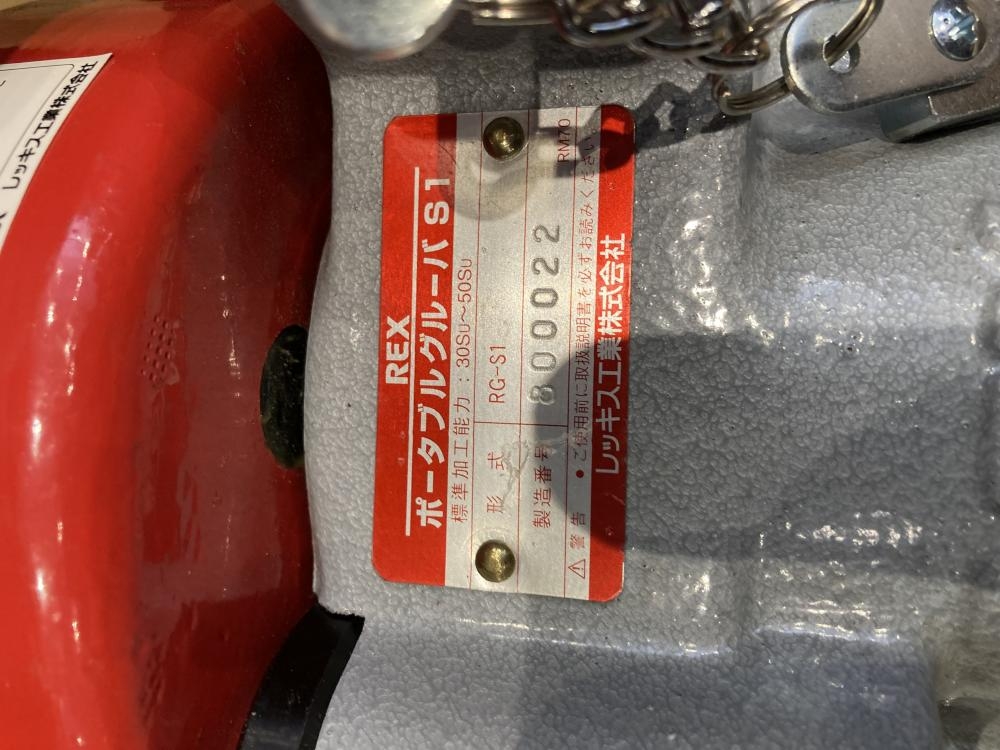 REX
ポータブルグルーバ S1
標準加工能力：30SU～50SU
形式 RG-S1
製造番号 800022
RM70
⚠ 警告 ●ご使用前に取扱説明書を必ずお読みください。
レッキス工業株式会社
レッキス工業株式会社